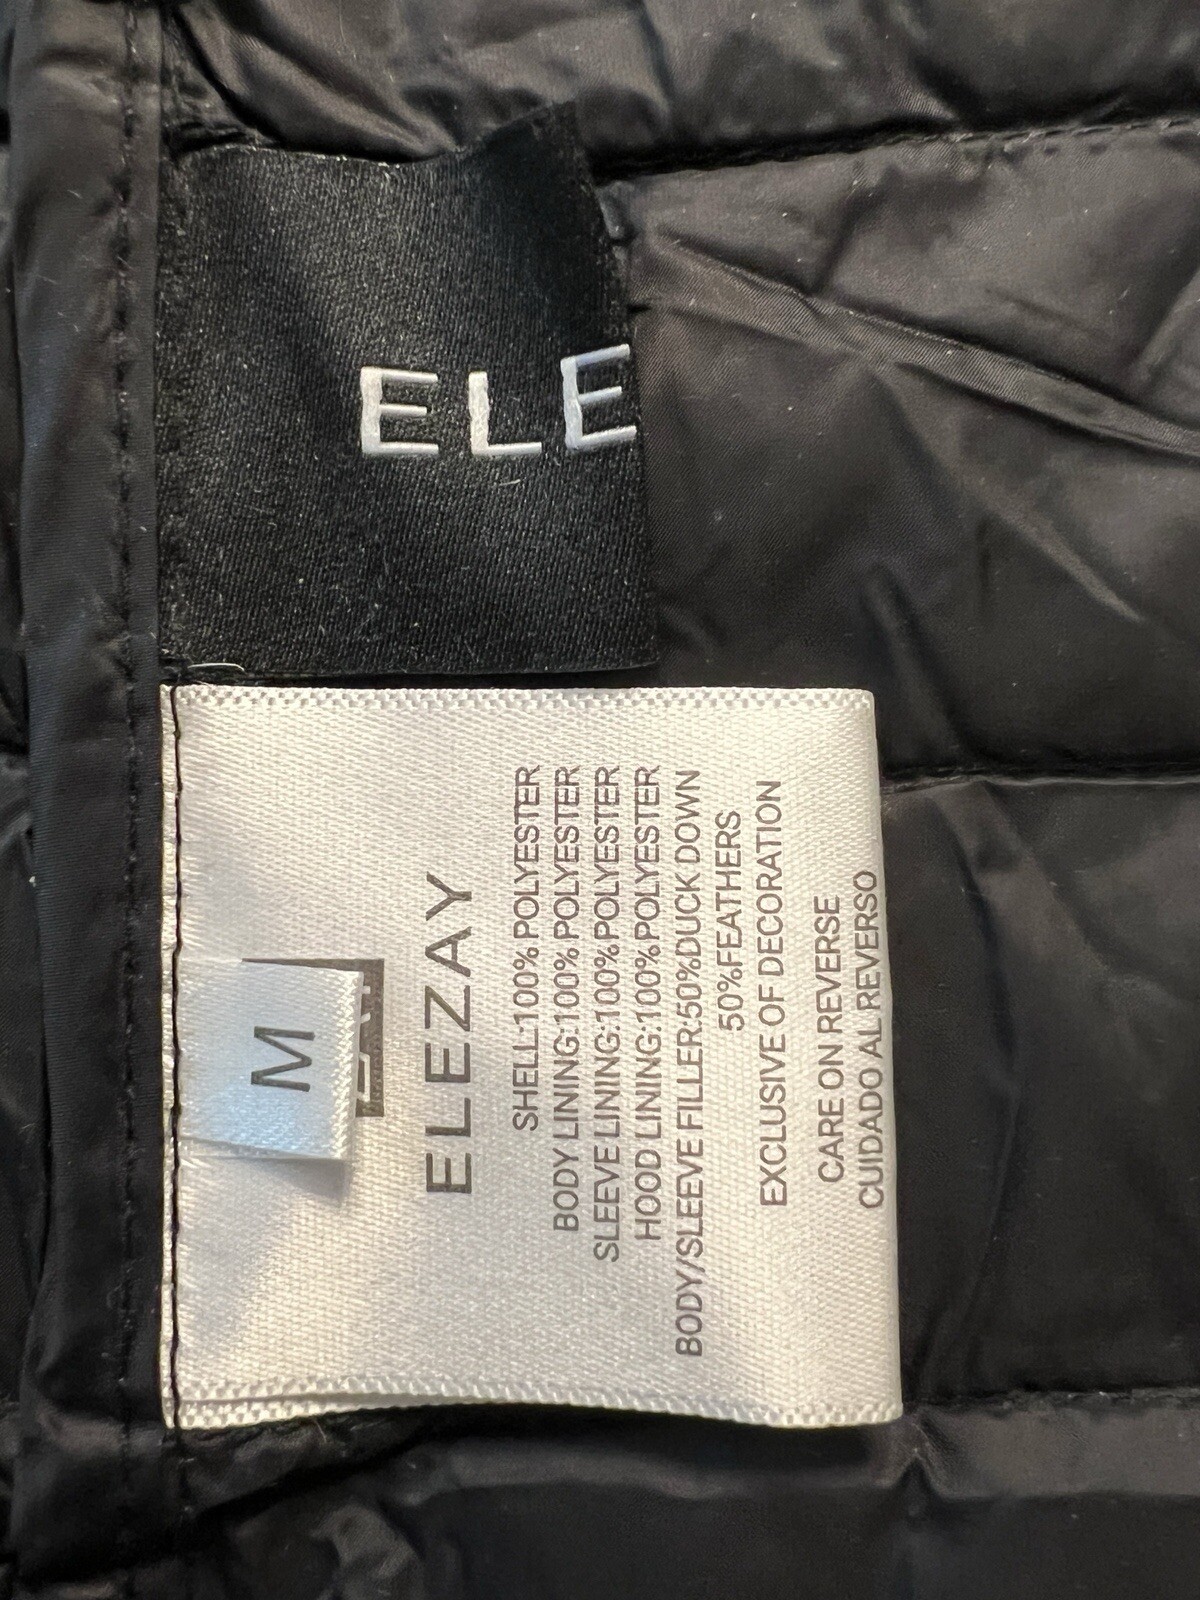 ELE
M
ELEZAY
SHELL:100% POLYESTER
BODY LINING:100% POLYESTER
SLEEVE LINING:100%POLYESTER
HOOD LINING:100%POLYESTER
BODY/SLEEVE FILLER:50%DUCK DOWN
50%FEATHERS
EXCLUSIVE OF DECORATION
CARE ON REVERSE
CUIDADO AL REVERSO